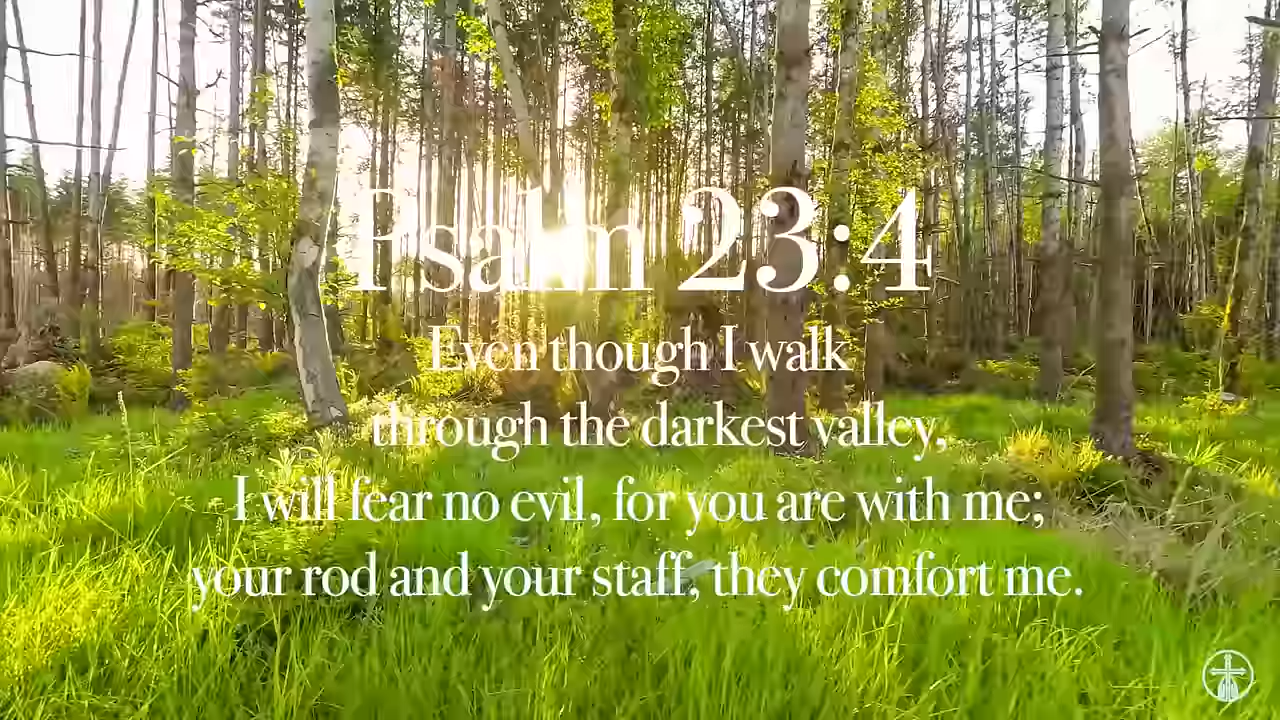 Psalm 23:4
Even though I walk
through the darkest valley,
I will fear no evil, for you are with me;
your rod and your staff, they comfort me.